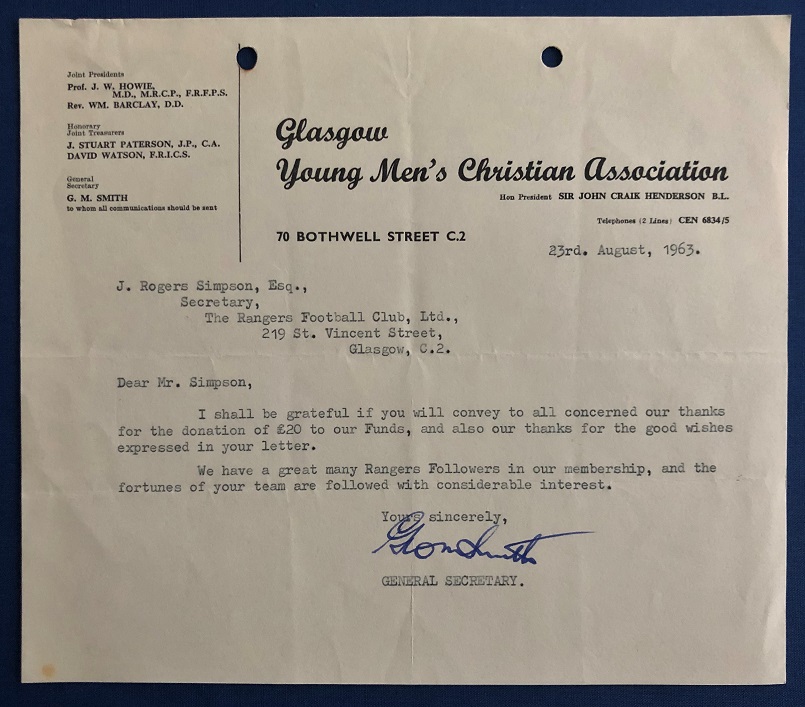 Joint Presidents
Prof. J. W. HOWIE,
M.D., M.R.C.P., F.R.F.P.S.
Rev. WM. BARCLAY, D.D.
Honorary
Joint Treasurers
J. STUART PATERSON, J.P., C.A.
DAVID WATSON, F.R.I.C.S.
General
Secretary
G. M. SMITH
to whom all communications should be sent
Glasgow
Young Men's Christian Association
Hon President SIR JOHN CRAIK HENDERSON B.L.
Telephones (2 Lines) CEN 6834/5
70 BOTHWELL STREET C.2
23rd. August, 1963.
J. Rogers Simpson, Esq.,
Secretary,
The Rangers Football Club, Ltd.,
219 St. Vincent Street,
Glasgow, C.2.
Dear Mr. Simpson,
I shall be grateful if you will convey to all concerned our thanks
for the donation of £20 to our Funds, and also our thanks for the good wishes
expressed in your letter.
We have a great many Rangers Followers in our membership, and the
fortunes of your team are followed with considerable interest.
Yours sincerely,
GENERAL SECRETARY.